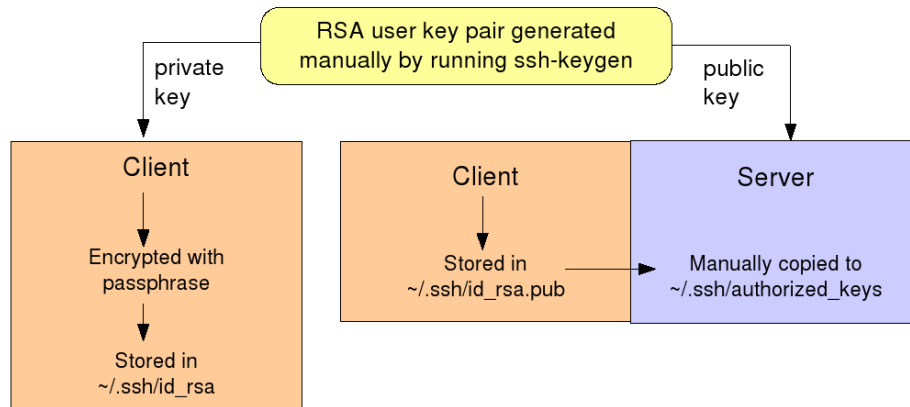 RSA user key pair generated
manually by running ssh-keygen
private
key
public
key
Client
Encrypted with
passphrase
Stored in
~/.ssh/id_rsa
Client
Stored in
~/.ssh/id_rsa.pub
Server
Manually copied to
~/.ssh/authorized_keys